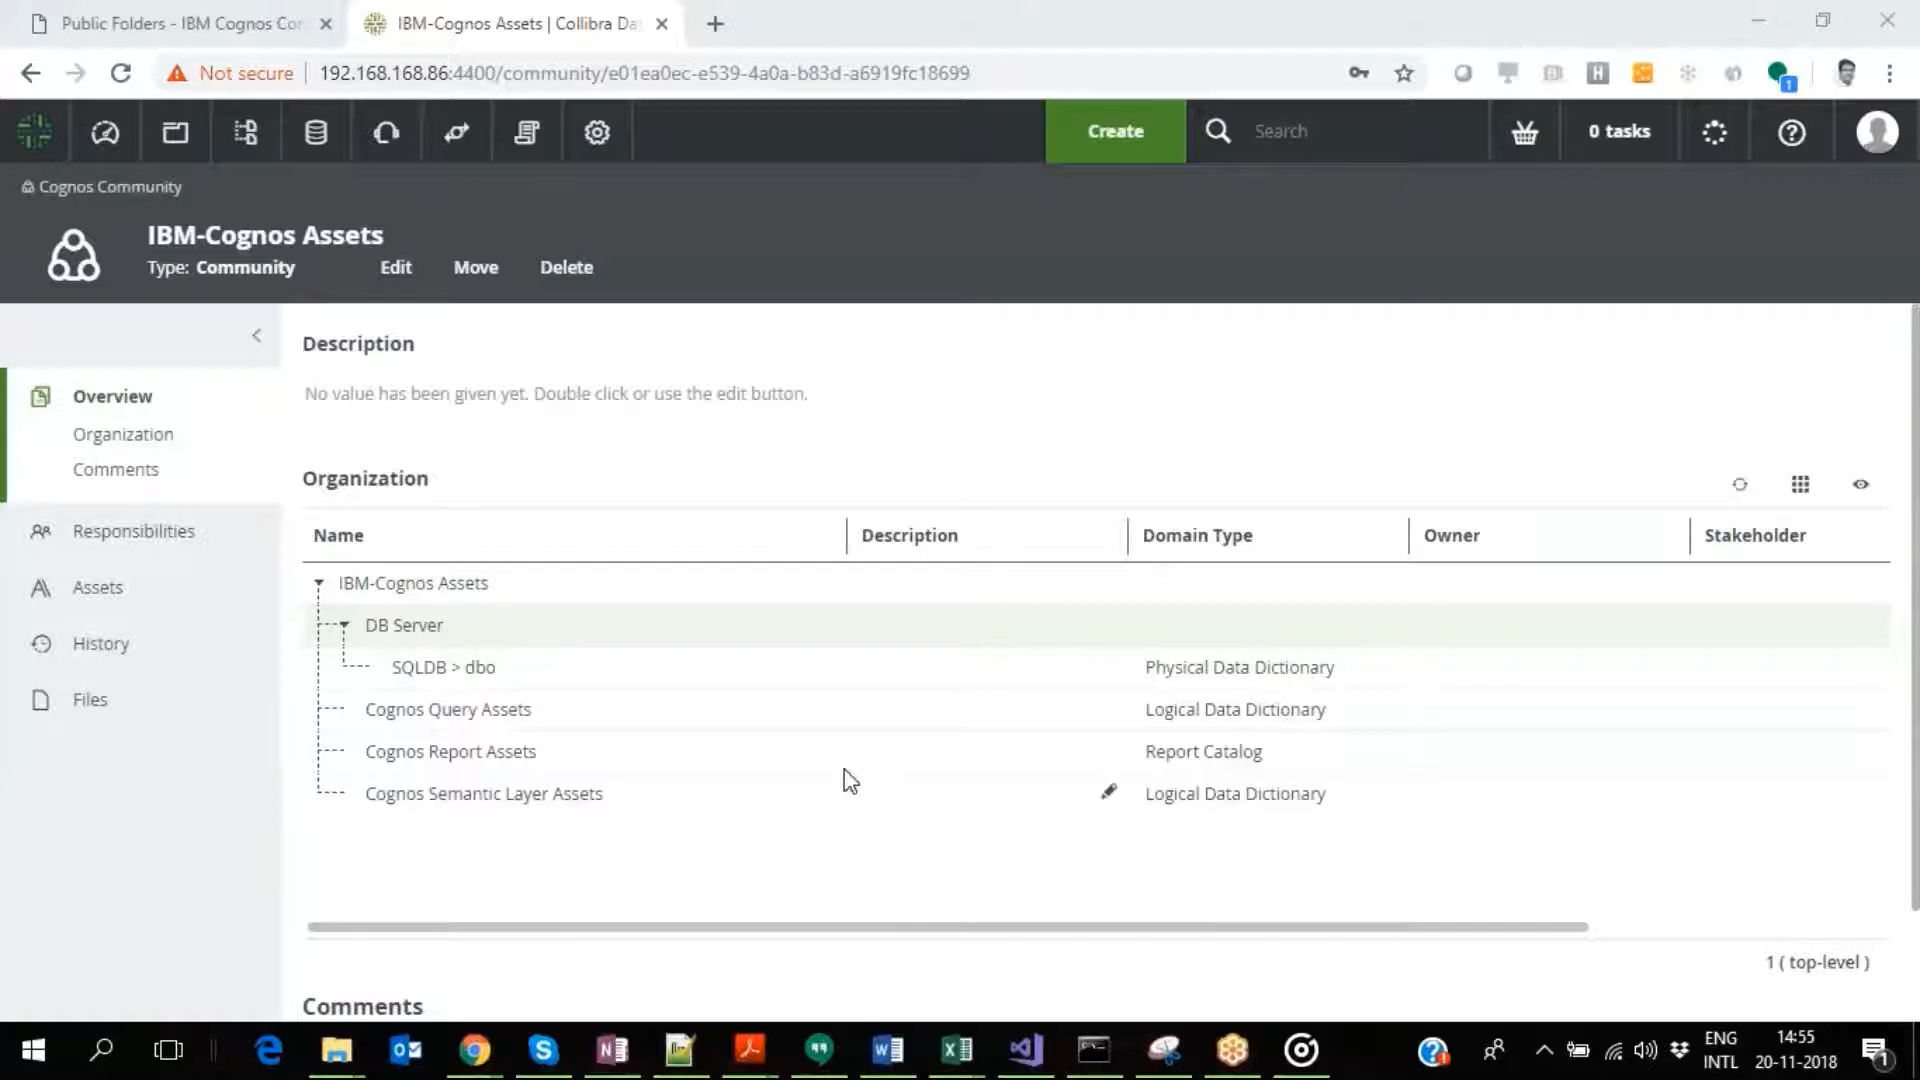 Public Folders - IBM Cognos Co
IBM-Cognos Assets | Collibra Da
Not secure
192.168.168.86:4400/community/e01ea0ec-e539-4a0a-b83d-a6919fc18699
1
Create
Search
0 tasks
Cognos Community
IBM-Cognos Assets
Type: Community
Edit
Move
Delete
Description
No value has been given yet. Double click or use the edit button.
Overview
Organization
Comments
Responsibilities
Assets
History
Files
Organization
Name
Description
Domain Type
Owner
Stakeholder
IBM-Cognos Assets
DB Server
SQLDB > dbo
Physical Data Dictionary
Cognos Query Assets
Logical Data Dictionary
Cognos Report Assets
Report Catalog
Cognos Semantic Layer Assets
Logical Data Dictionary
1 ( top-level )
Comments
ENG
INTL
14:55
20-11-2018
1